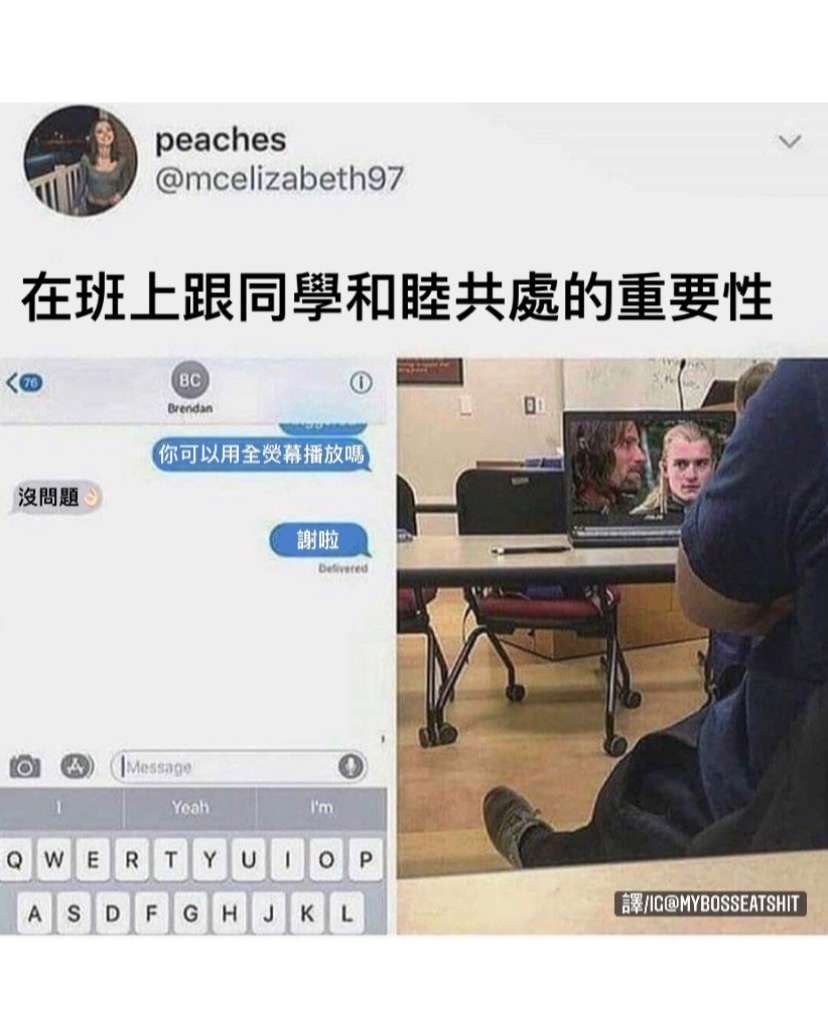 peaches
@mcelizabeth97
在班上跟同學和睦共處的重要性
76
BC
Brendan
你可以用全熒幕播放嗎
沒問題👌🏻
謝啦
Delivered
Message
I
Yeah
I'm
Q W E R T Y U I O P
A S D F G H J K L
譯/IG@MYBOSSEATSHIT